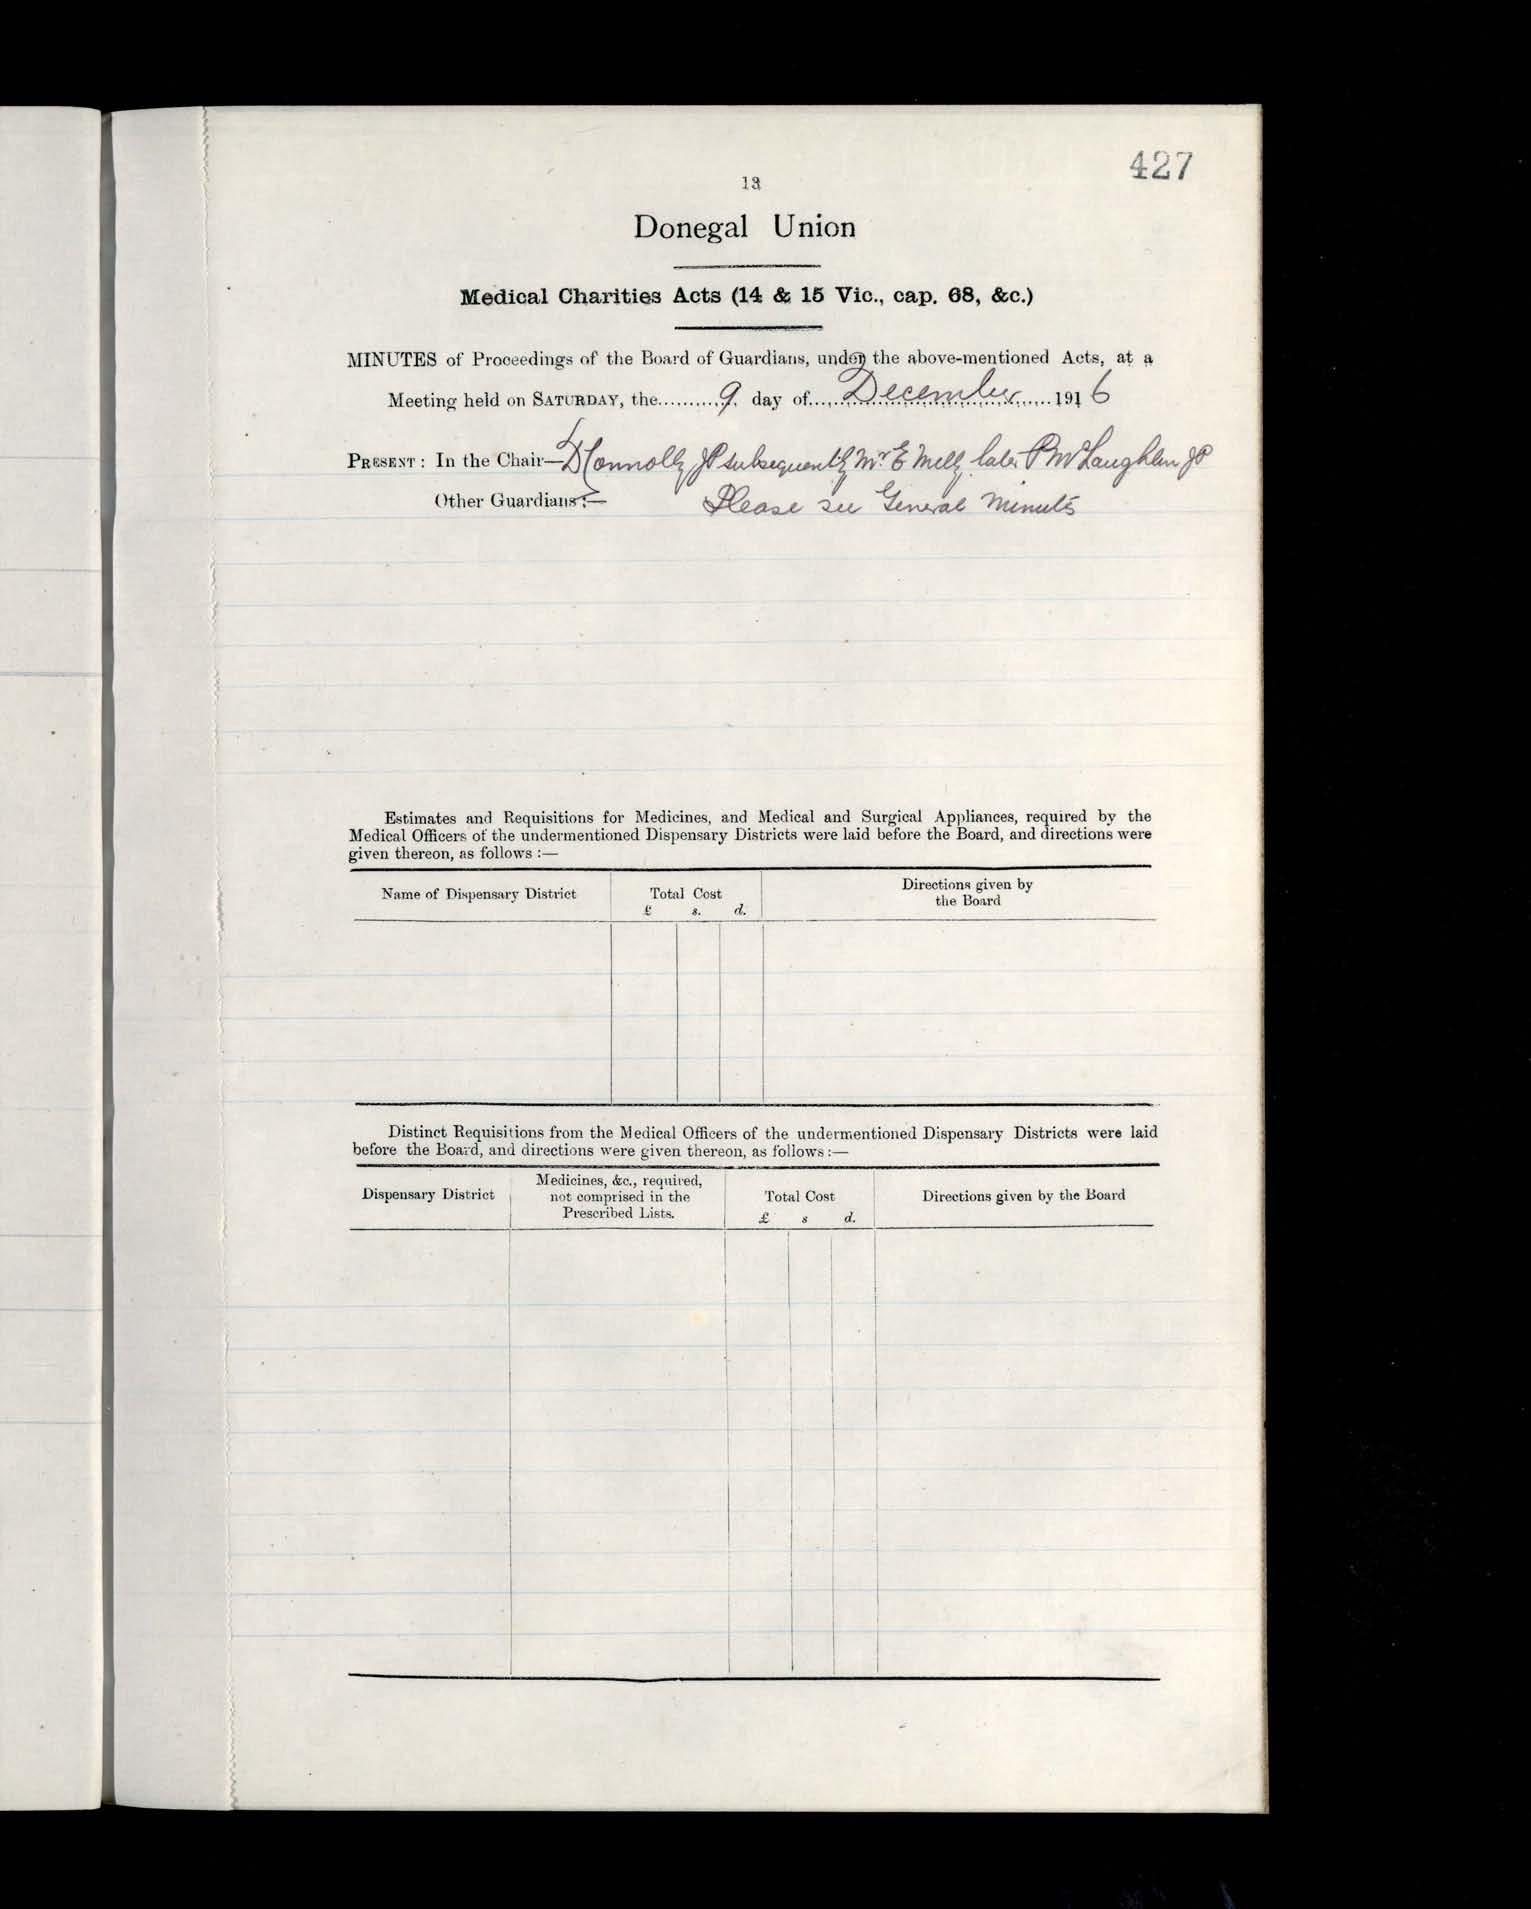 427
13
Donegal Union
Medical Charities Acts (14 & 15 Vic., cap. 68, &c.)
MINUTES of Proceedings of the Board of Guardians, under the above-mentioned Acts, at a
Meeting held on SATURDAY, the..........9. day of....December......1916
PRESENT : In the Chair—D Connolly JP subsequently Mr. E Melly later P McLaughlin JP
Other Guardians :— Please see General Minutes
Estimates and Requisitions for Medicines, and Medical and Surgical Appliances, required by the
Medical Officers of the undermentioned Dispensary Districts were laid before the Board, and directions were
given thereon, as follows :—
Name of Dispensary District Total Cost Directions given by
£ s. d. the Board
Distinct Requisitions from the Medical Officers of the undermentioned Dispensary Districts were laid
before the Board, and directions were given thereon, as follows :—
Medicines, &c., required,
Dispensary District not comprised in the Total Cost Directions given by the Board
Prescribed Lists. £ s d.